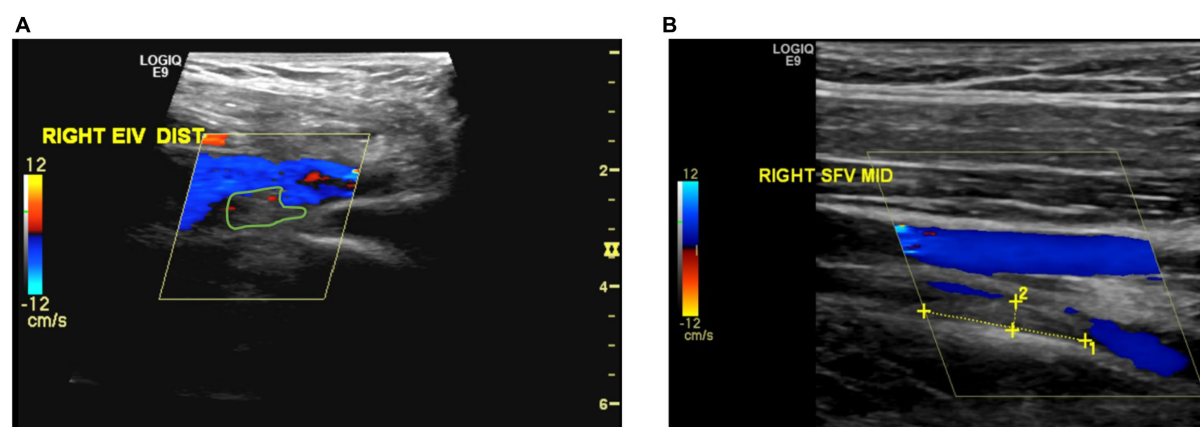 A
LOGIQ
E9
RIGHT EIV DIST
12
-12
cm/s
2
4
6
B
LOGIQ
E9
RIGHT SFV MID
12
-12
cm/s
2
1